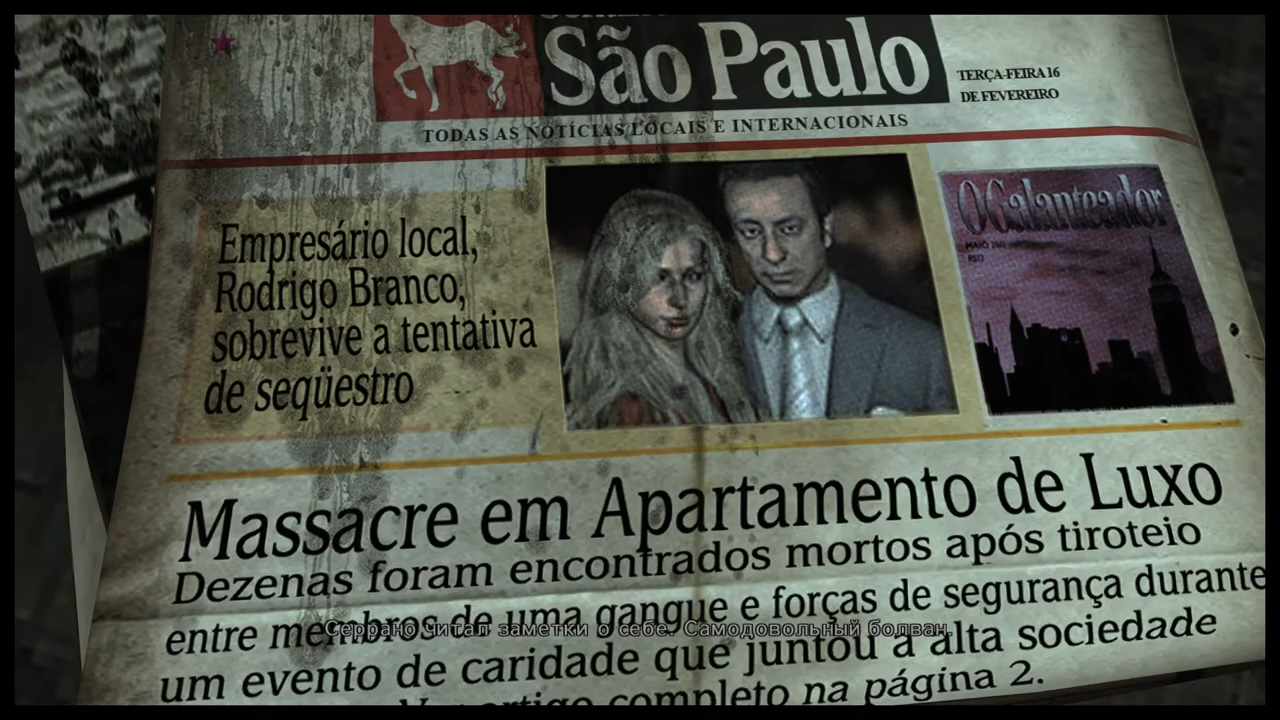 São Paulo
TERÇA-FEIRA 16
DE FEVEREIRO
TODAS AS NOTÍCIAS LOCAIS E INTERNACIONAIS
Empresário local,
Rodrigo Branco,
sobrevive a tentativa
de seqüestro
O Galanteador
MAIO
R$12
Massacre em Apartamento de Luxo
Dezenas foram encontrados mortos após tiroteio
entre membros de uma gangue e forças de segurança durante
Серрано читал заметки о себе. Самодовольный болван.
um evento de caridade que juntou a alta sociedade
completo na página 2.